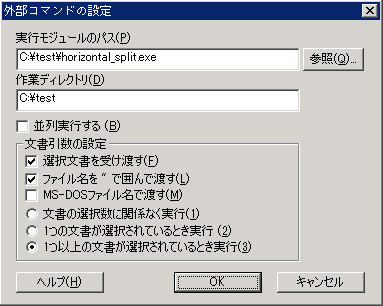 外部コマンドの設定
実行モジュールのパス(P)
C:¥test¥horizontal_split.exe
参照(O)...
作業ディレクトリ(D)
C:¥test
並列実行する (B)
文書引数の設定
選択文書を受け渡す(F)
ファイル名を " で囲んで渡す(L)
MS-DOSファイル名で渡す(M)
文書の選択数に関係なく実行(1)
1つの文書が選択されているとき実行 (2)
1つ以上の文書が選択されているとき実行(3)
ヘルプ(H)
OK
キャンセル